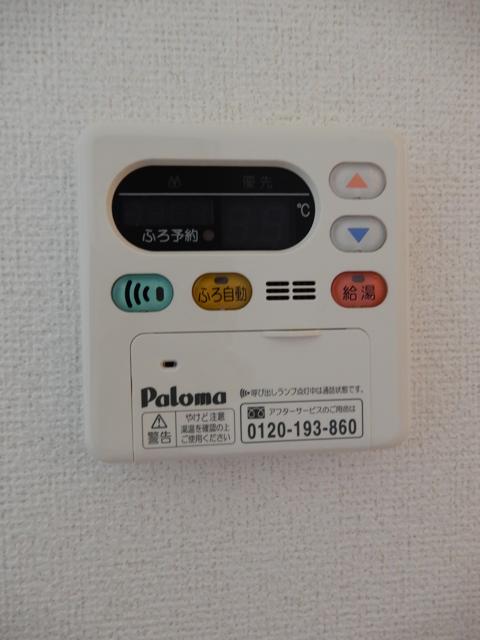 優先
℃
ふろ予約
ふろ自動
給湯
Paloma
呼び出しランプ点灯中は通話状態です。
警告
やけど注意
湯温を確認の上
ご使用ください
アフターサービスのご用命は
0120-193-860